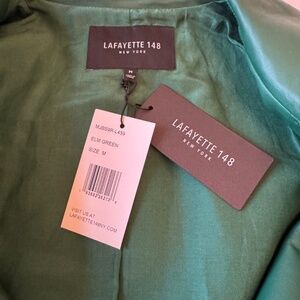 LAFAYETTE 148
NEW YORK
M
ELM GREEN
SIZE: M
VISIT US AT
LAFAYETTE148NY.COM
LAFAYETTE 148
NEW YORK